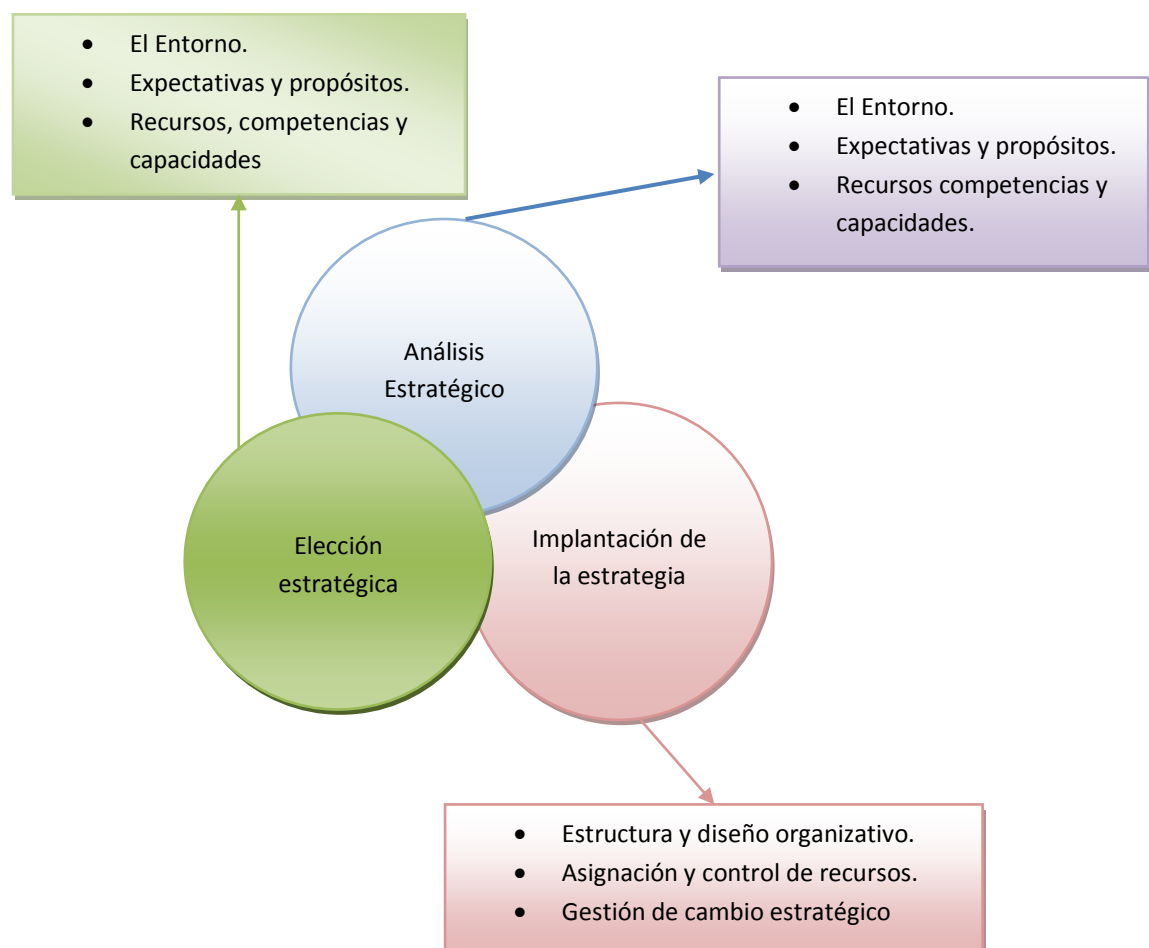 • El Entorno.
• Expectativas y propósitos.
• Recursos, competencias y
capacidades
• El Entorno.
• Expectativas y propósitos.
• Recursos competencias y
capacidades.
Análisis
Estratégico
Elección
estratégica
Implantación de
la estrategia
• Estructura y diseño organizativo.
• Asignación y control de recursos.
• Gestión de cambio estratégico